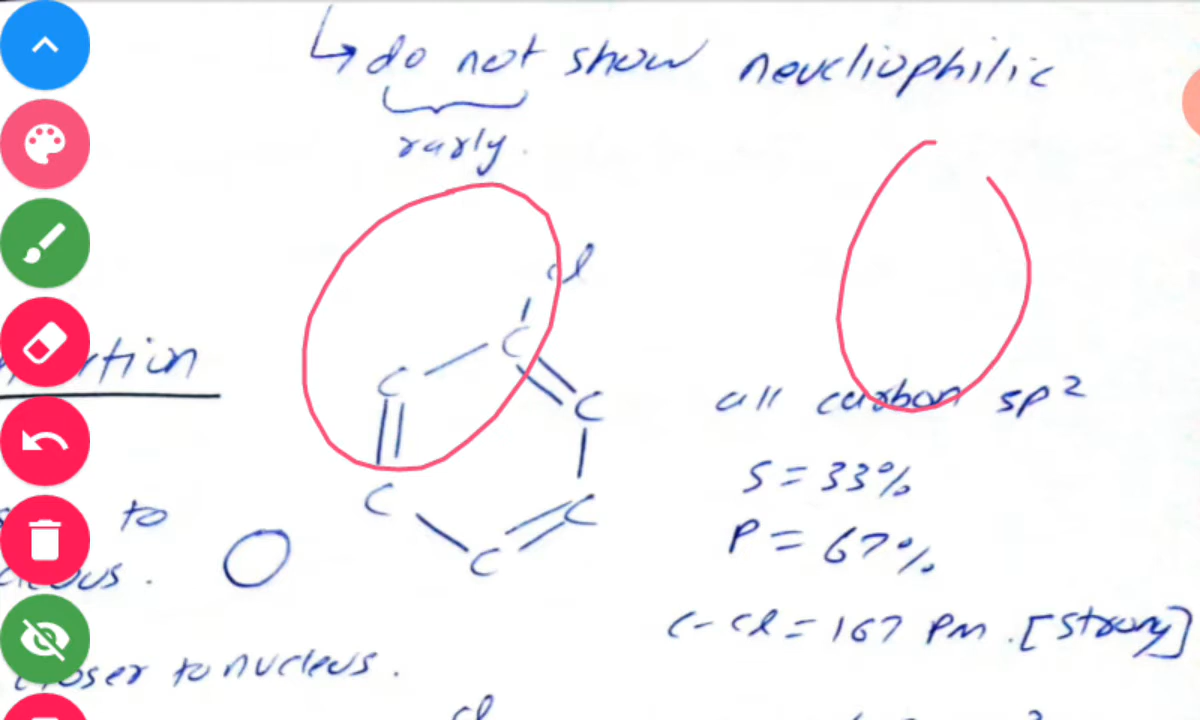 ↳ do not show neucliophilic
rarly.
Cl
C
rtion
C
C
all carbon sp²
S = 33%
C
C
to
P = 67%
C
C-Cl = 167 Pm. [strong]
closer to nucleus.
Cl